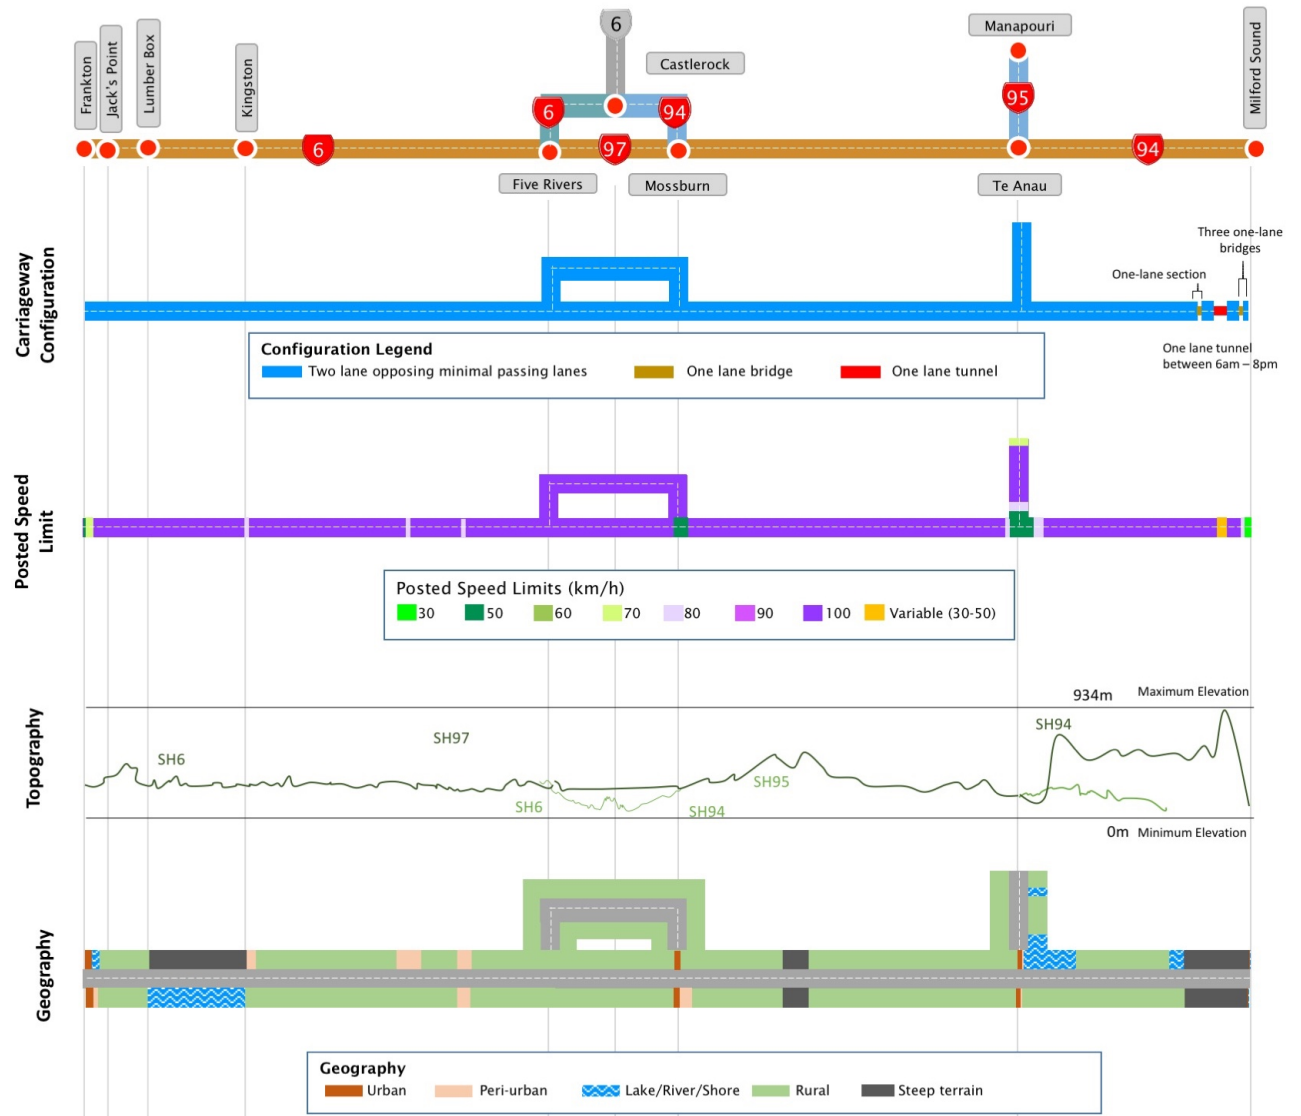 6
Manapouri
Frankton
Jack's Point
Lumber Box
Kingston
Castlerock
Milford Sound
6
94
95
6
97
94
Five Rivers
Mossburn
Te Anau
Carriageway
Configuration
Three one-lane
bridges
One-lane section
One lane tunnel
between 6am – 8pm
Configuration Legend
Two lane opposing minimal passing lanes
One lane bridge
One lane tunnel
Posted Speed
Limit
Posted Speed Limits (km/h)
30
50
60
70
80
90
100
Variable (30-50)
Topography
934m
Maximum Elevation
SH6
SH97
SH94
SH95
SH6
SH94
0m
Minimum Elevation
Geography
Geography
Urban
Peri-urban
Lake/River/Shore
Rural
Steep terrain